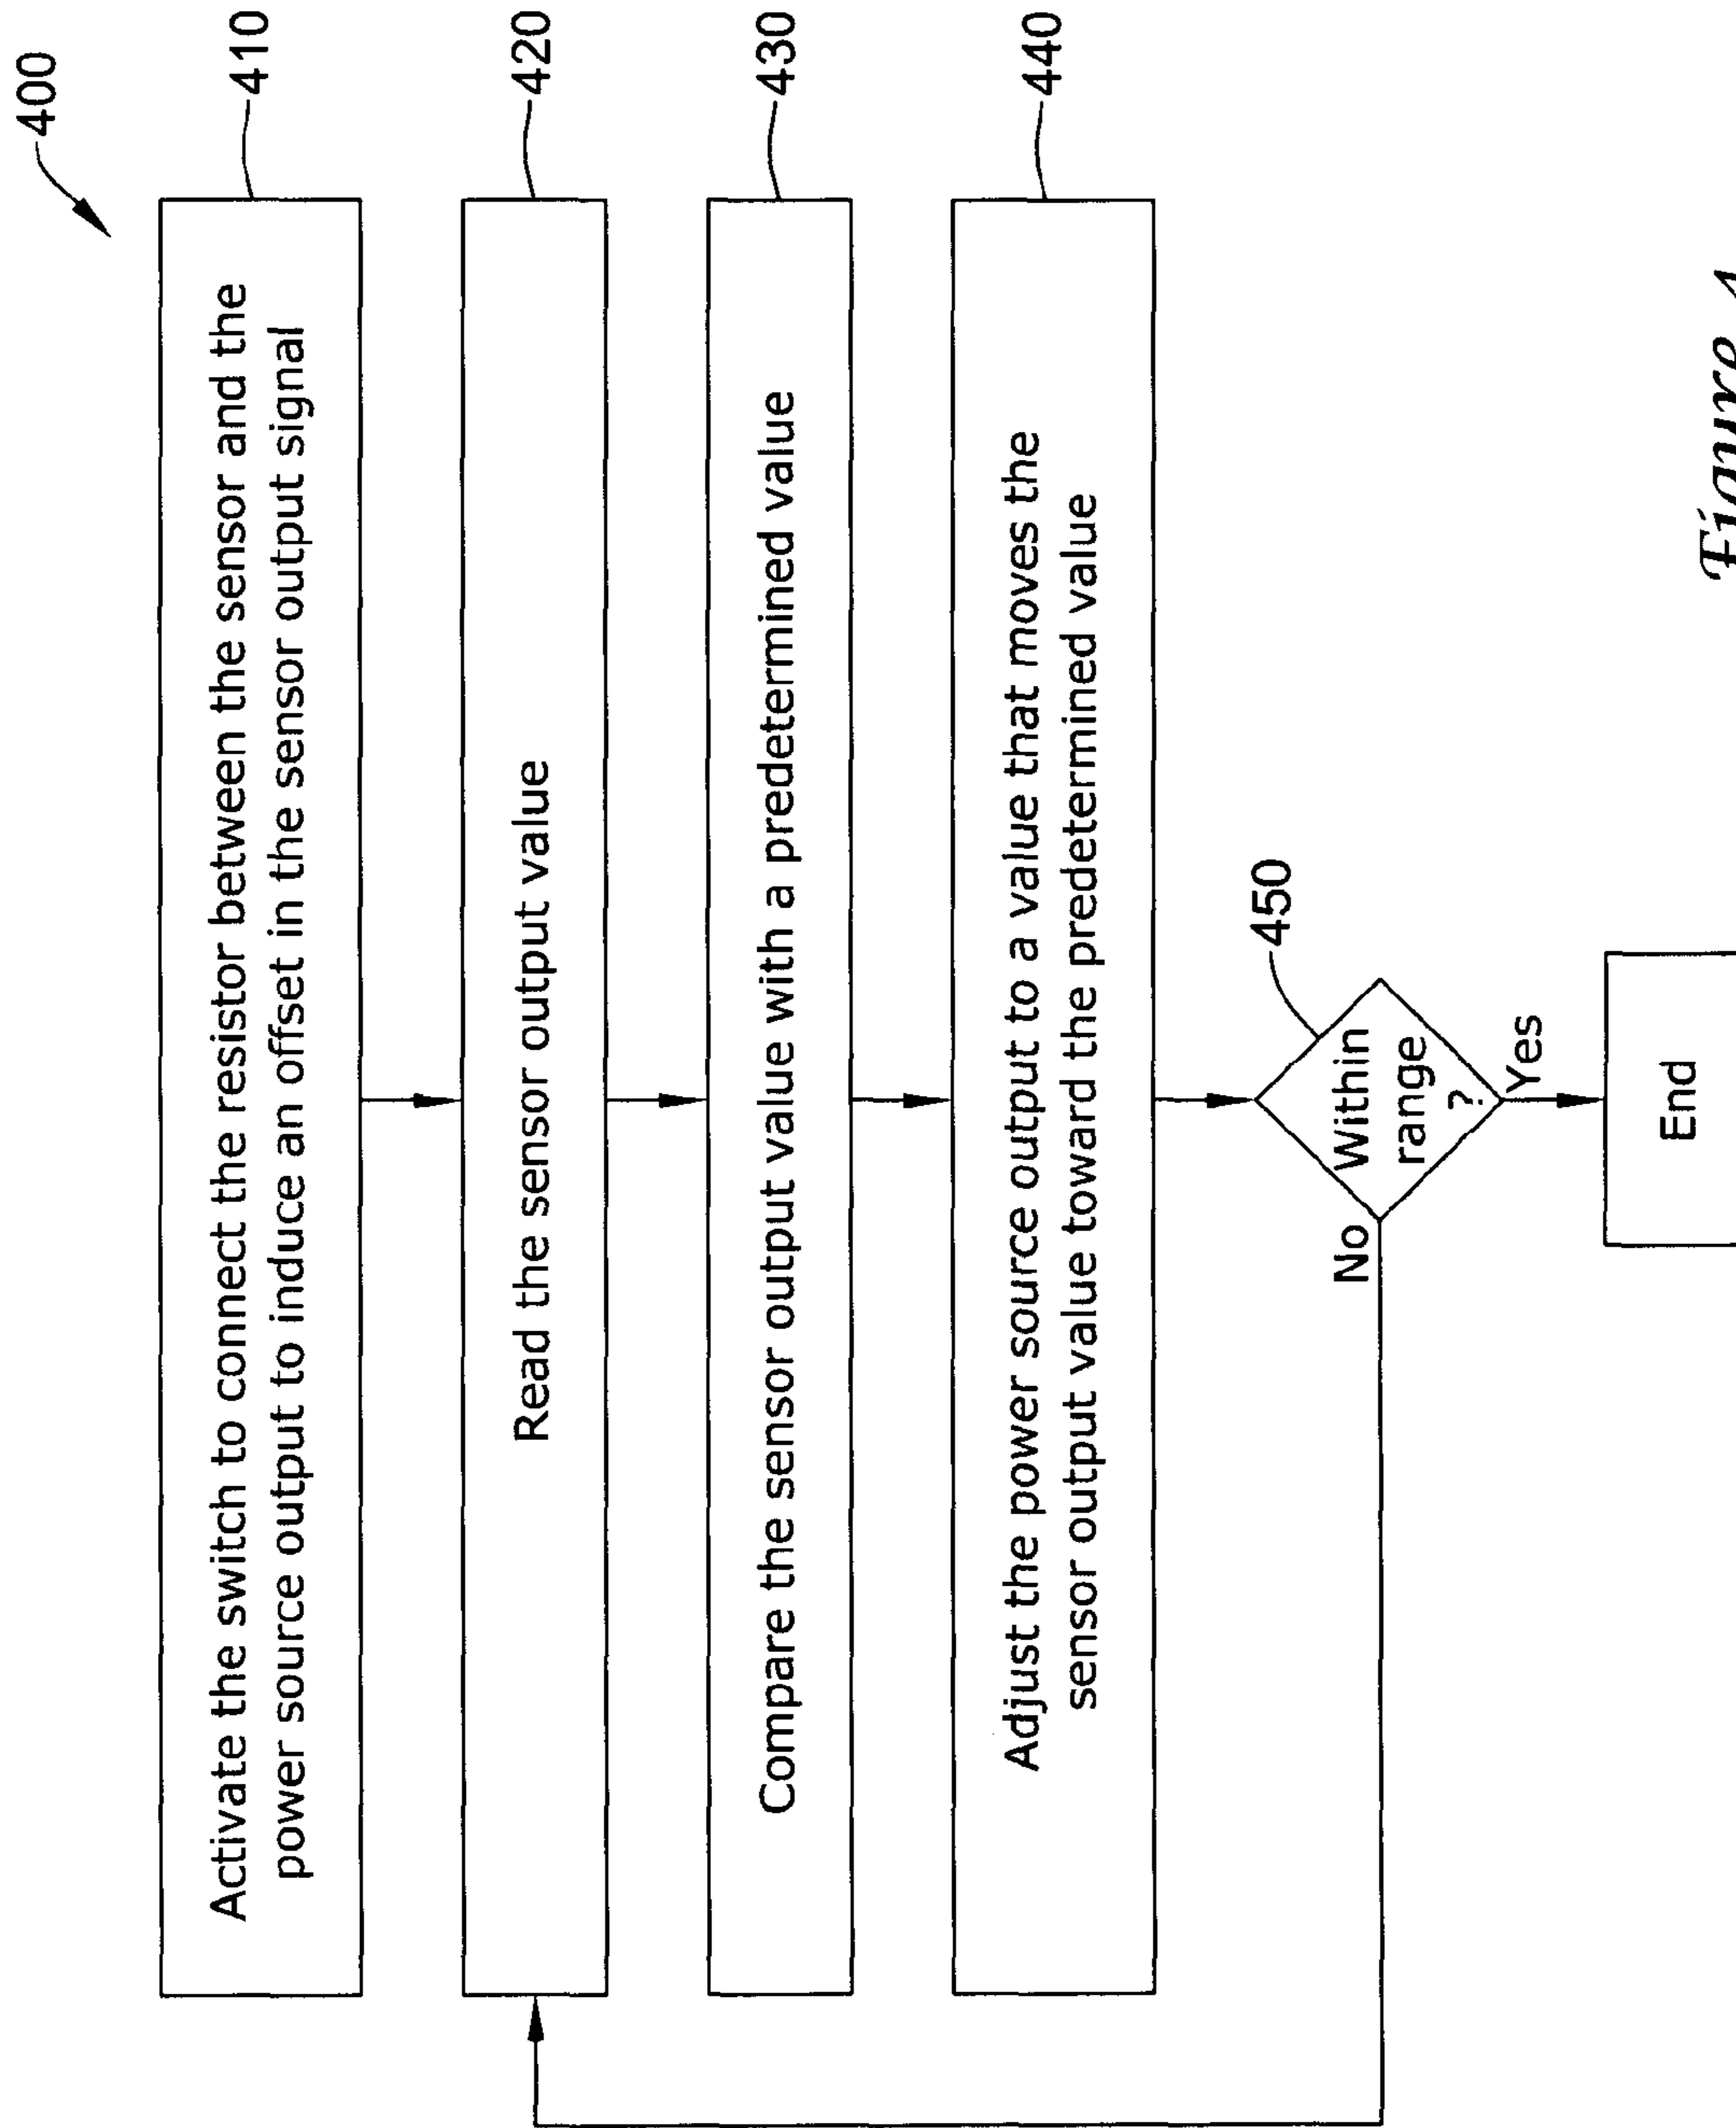 400
Activate the switch to connect the resistor between the sensor and the
power source output to induce an offset in the sensor output signal
410
Read the sensor output value
420
Compare the sensor output value with a predetermined value
430
Adjust the power source output to a value that moves the
sensor output value toward the predetermined value
440
Within
range
?
450
No
Yes
End
Figure 4